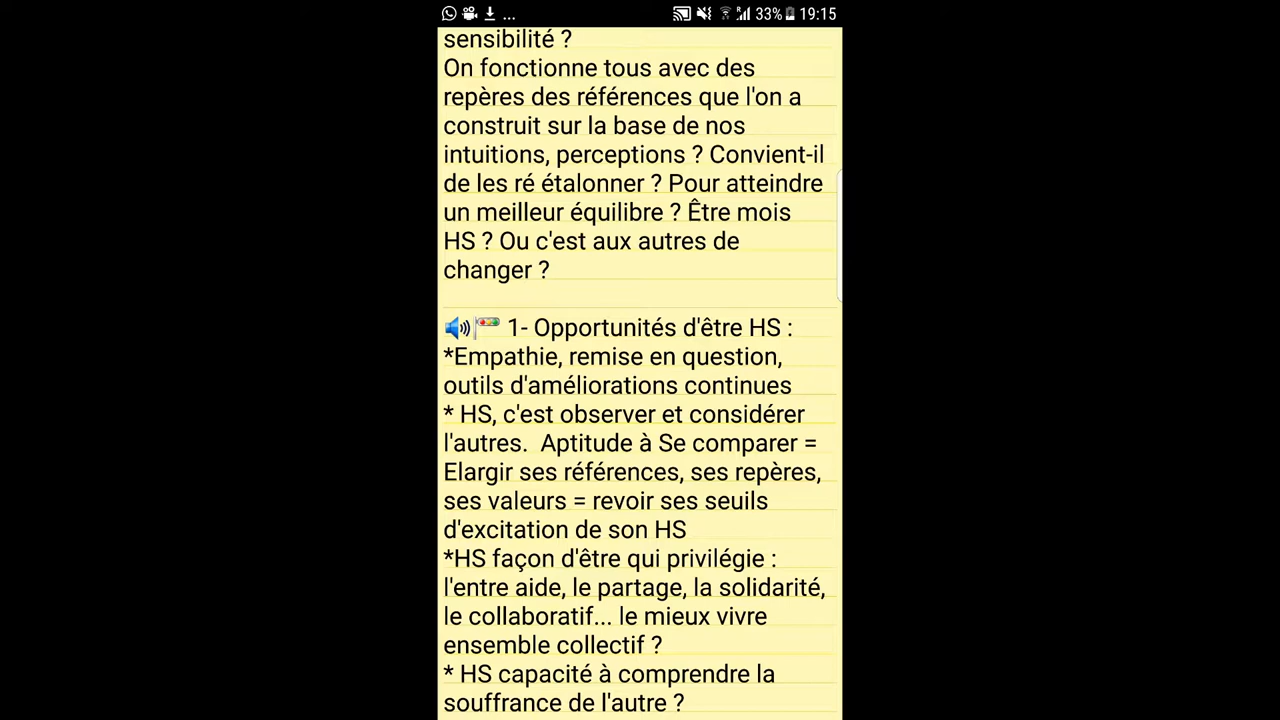 ... 33% 19:15
sensibilité ?
On fonctionne tous avec des
repères des références que l'on a
construit sur la base de nos
intuitions, perceptions ? Convient-il
de les ré étalonner ? Pour atteindre
un meilleur équilibre ? Être mois
HS ? Ou c'est aux autres de
changer ?
1- Opportunités d'être HS :
*Empathie, remise en question,
outils d'améliorations continues
* HS, c'est observer et considérer
l'autres.  Aptitude à Se comparer =
Elargir ses références, ses repères,
ses valeurs = revoir ses seuils
d'excitation de son HS
*HS façon d'être qui privilégie :
l'entre aide, le partage, la solidarité,
le collaboratif... le mieux vivre
ensemble collectif ?
* HS capacité à comprendre la
souffrance de l'autre ?